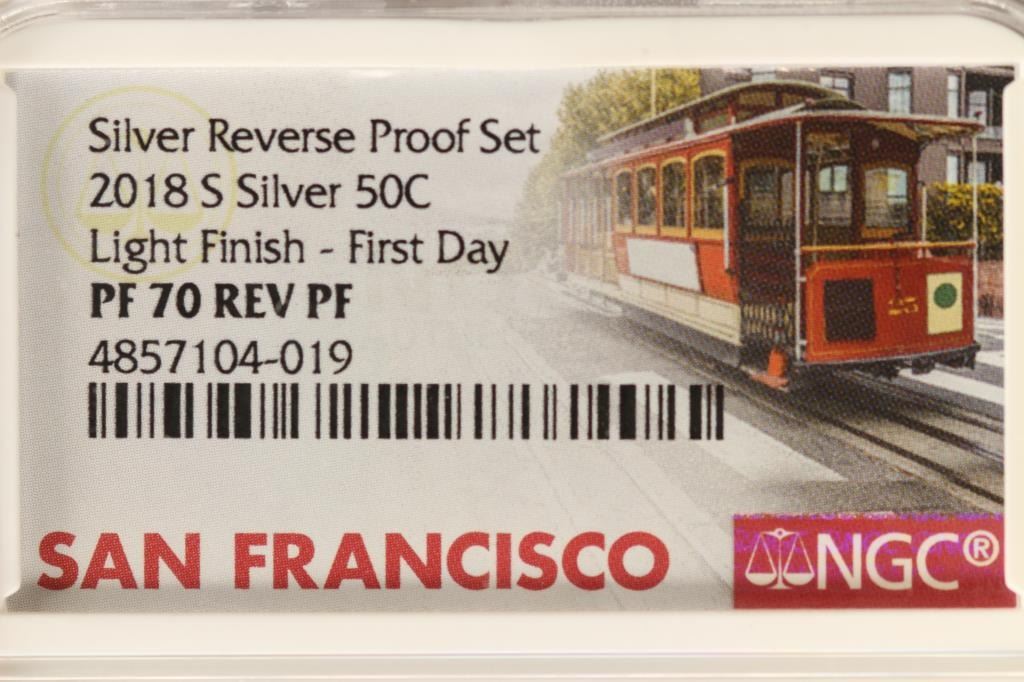 Silver Reverse Proof Set
2018 S Silver 50C
Light Finish - First Day
PF 70 REV PF
4857104-019
25
SAN FRANCISCO
NGC®